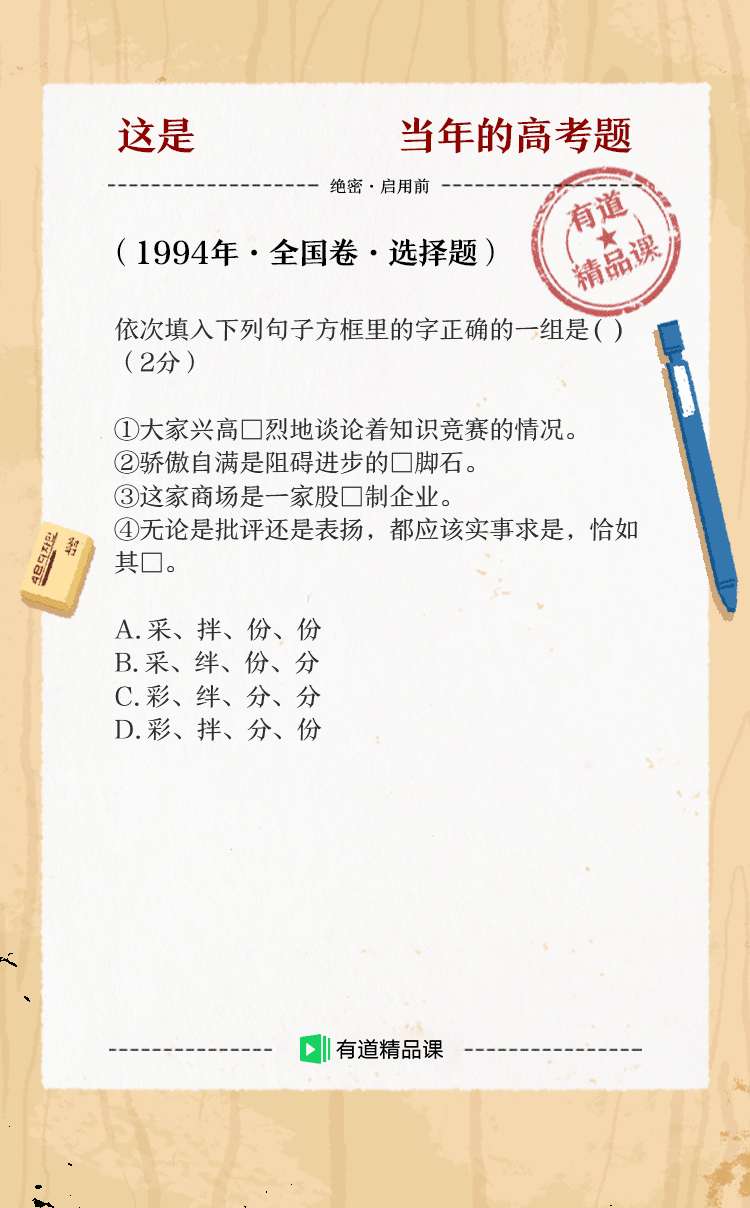 这是 当年的高考题
绝密·启用前
有道
精品课
（1994年·全国卷·选择题）
依次填入下列句子方框里的字正确的一组是( )
（2分）
①大家兴高□烈地谈论着知识竞赛的情况。
②骄傲自满是阻碍进步的□脚石。
③这家商场是一家股□制企业。
④无论是批评还是表扬，都应该实事求是，恰如
其□。
A. 采、拌、份、份
B. 采、绊、份、分
C. 彩、绊、分、分
D. 彩、拌、分、份
有道精品课